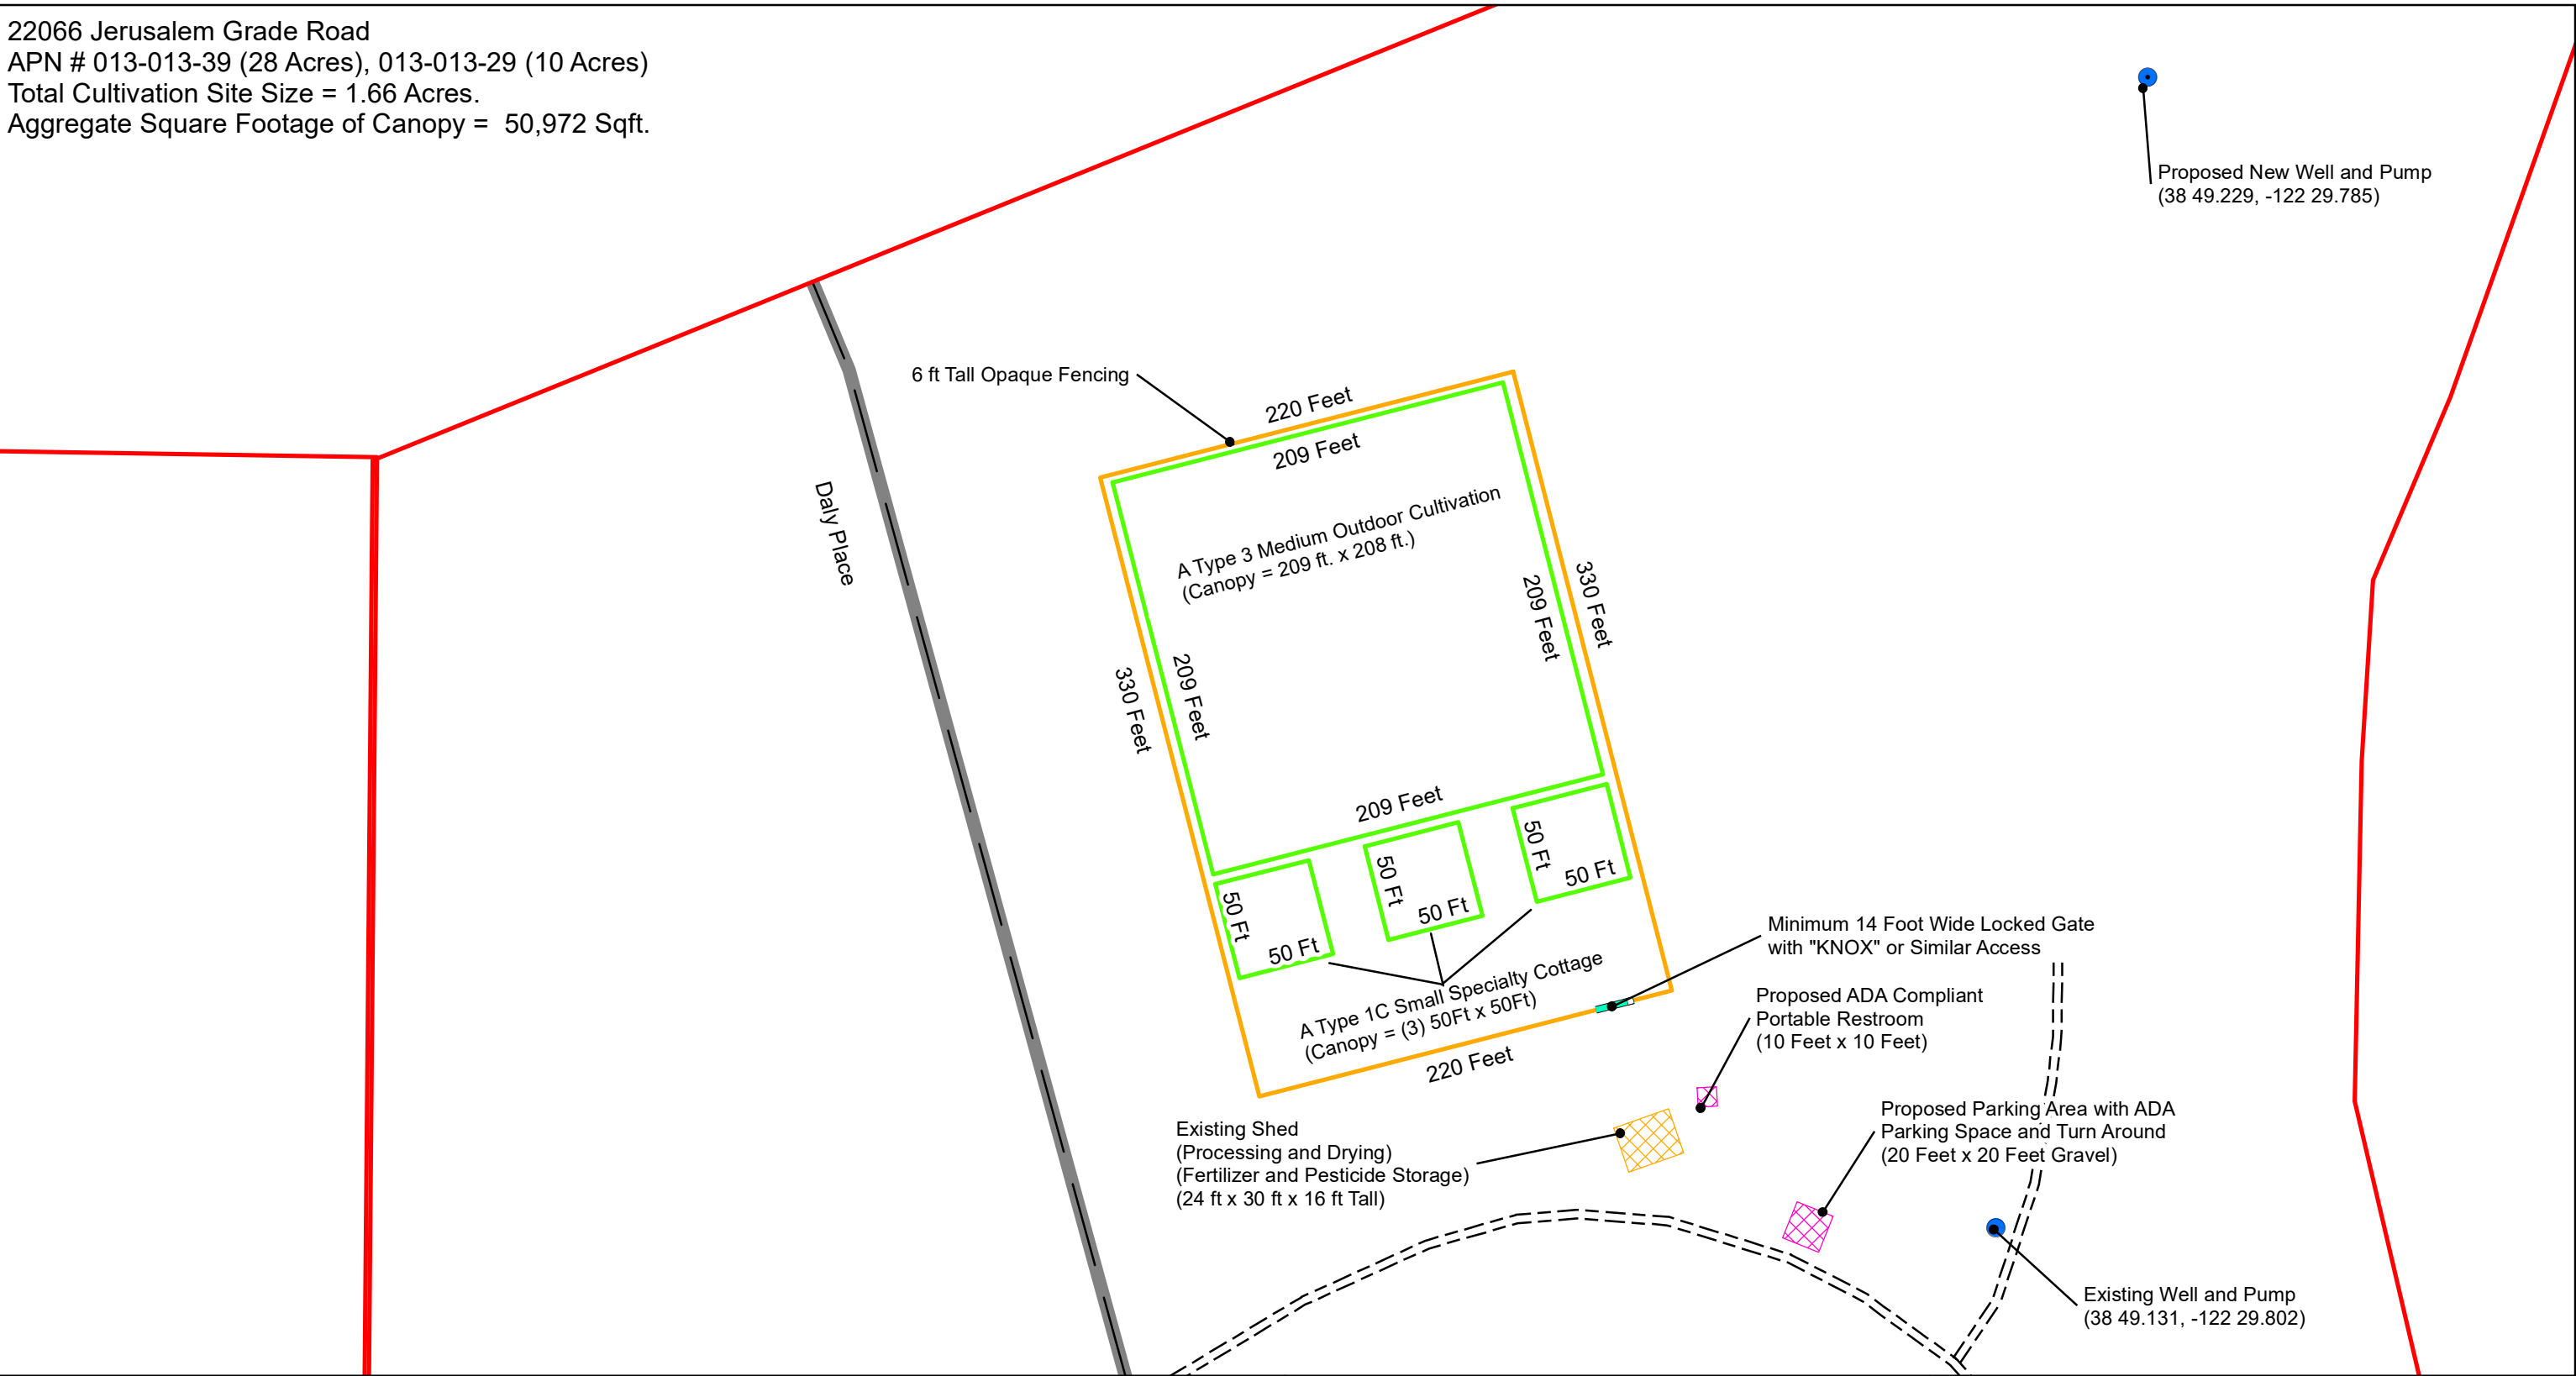 22066 Jerusalem Grade Road
APN # 013-013-39 (28 Acres), 013-013-29 (10 Acres)
Total Cultivation Site Size = 1.66 Acres.
Aggregate Square Footage of Canopy =  50,972 Sqft.
Proposed New Well and Pump
(38 49.229, -122 29.785)
6 ft Tall Opaque Fencing
220 Feet
209 Feet
Daly Place
A Type 3 Medium Outdoor Cultivation
(Canopy = 209 ft. x 208 ft.)
330 Feet
209 Feet
209 Feet
330 Feet
209 Feet
50 Ft
50 Ft
50 Ft
50 Ft
50 Ft
50 Ft
A Type 1C Small Specialty Cottage
(Canopy = (3) 50Ft x 50Ft)
220 Feet
Minimum 14 Foot Wide Locked Gate
with "KNOX" or Similar Access
Proposed ADA Compliant
Portable Restroom
(10 Feet x 10 Feet)
Proposed Parking Area with ADA
Parking Space and Turn Around
(20 Feet x 20 Feet Gravel)
Existing Shed
(Processing and Drying)
(Fertilizer and Pesticide Storage)
(24 ft x 30 ft x 16 ft Tall)
Existing Well and Pump
(38 49.131, -122 29.802)